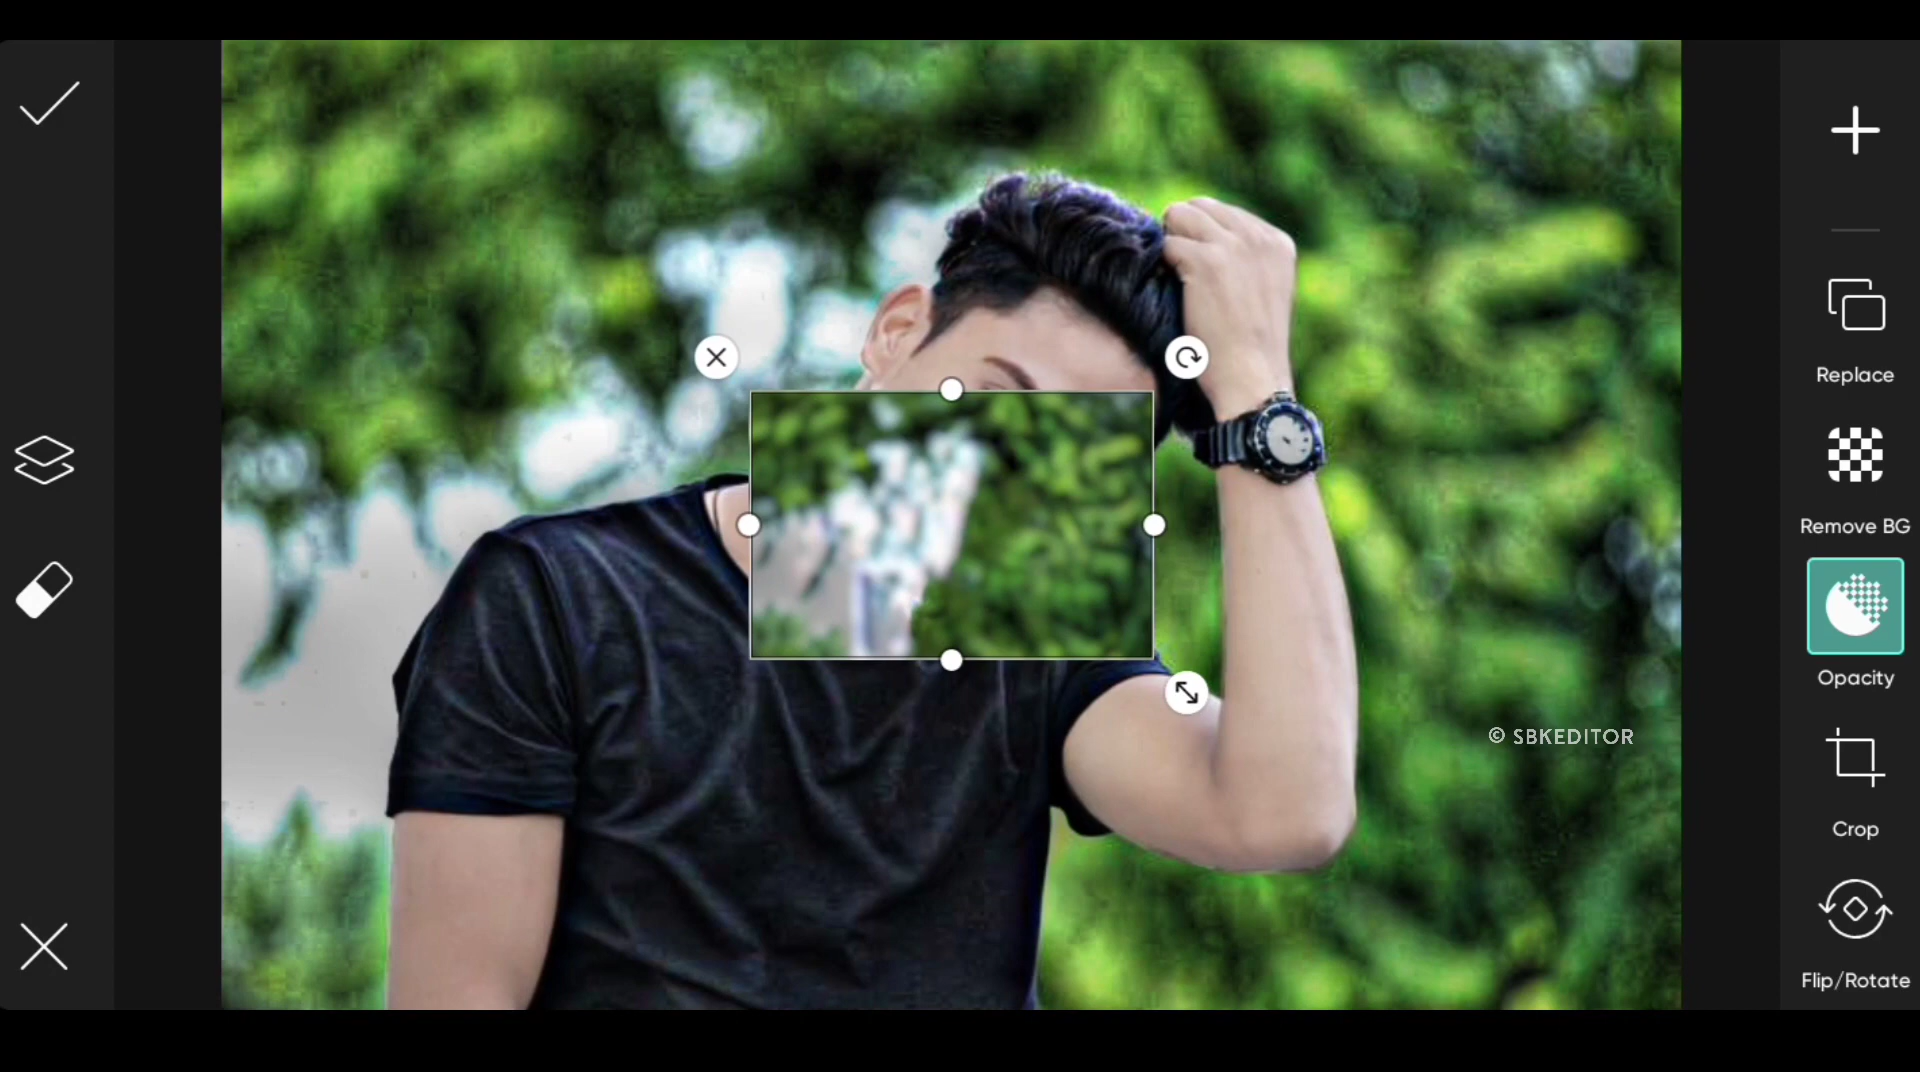 Replace
Remove BG
Opacity
© SBKEDITOR
Crop
Flip/Rotate